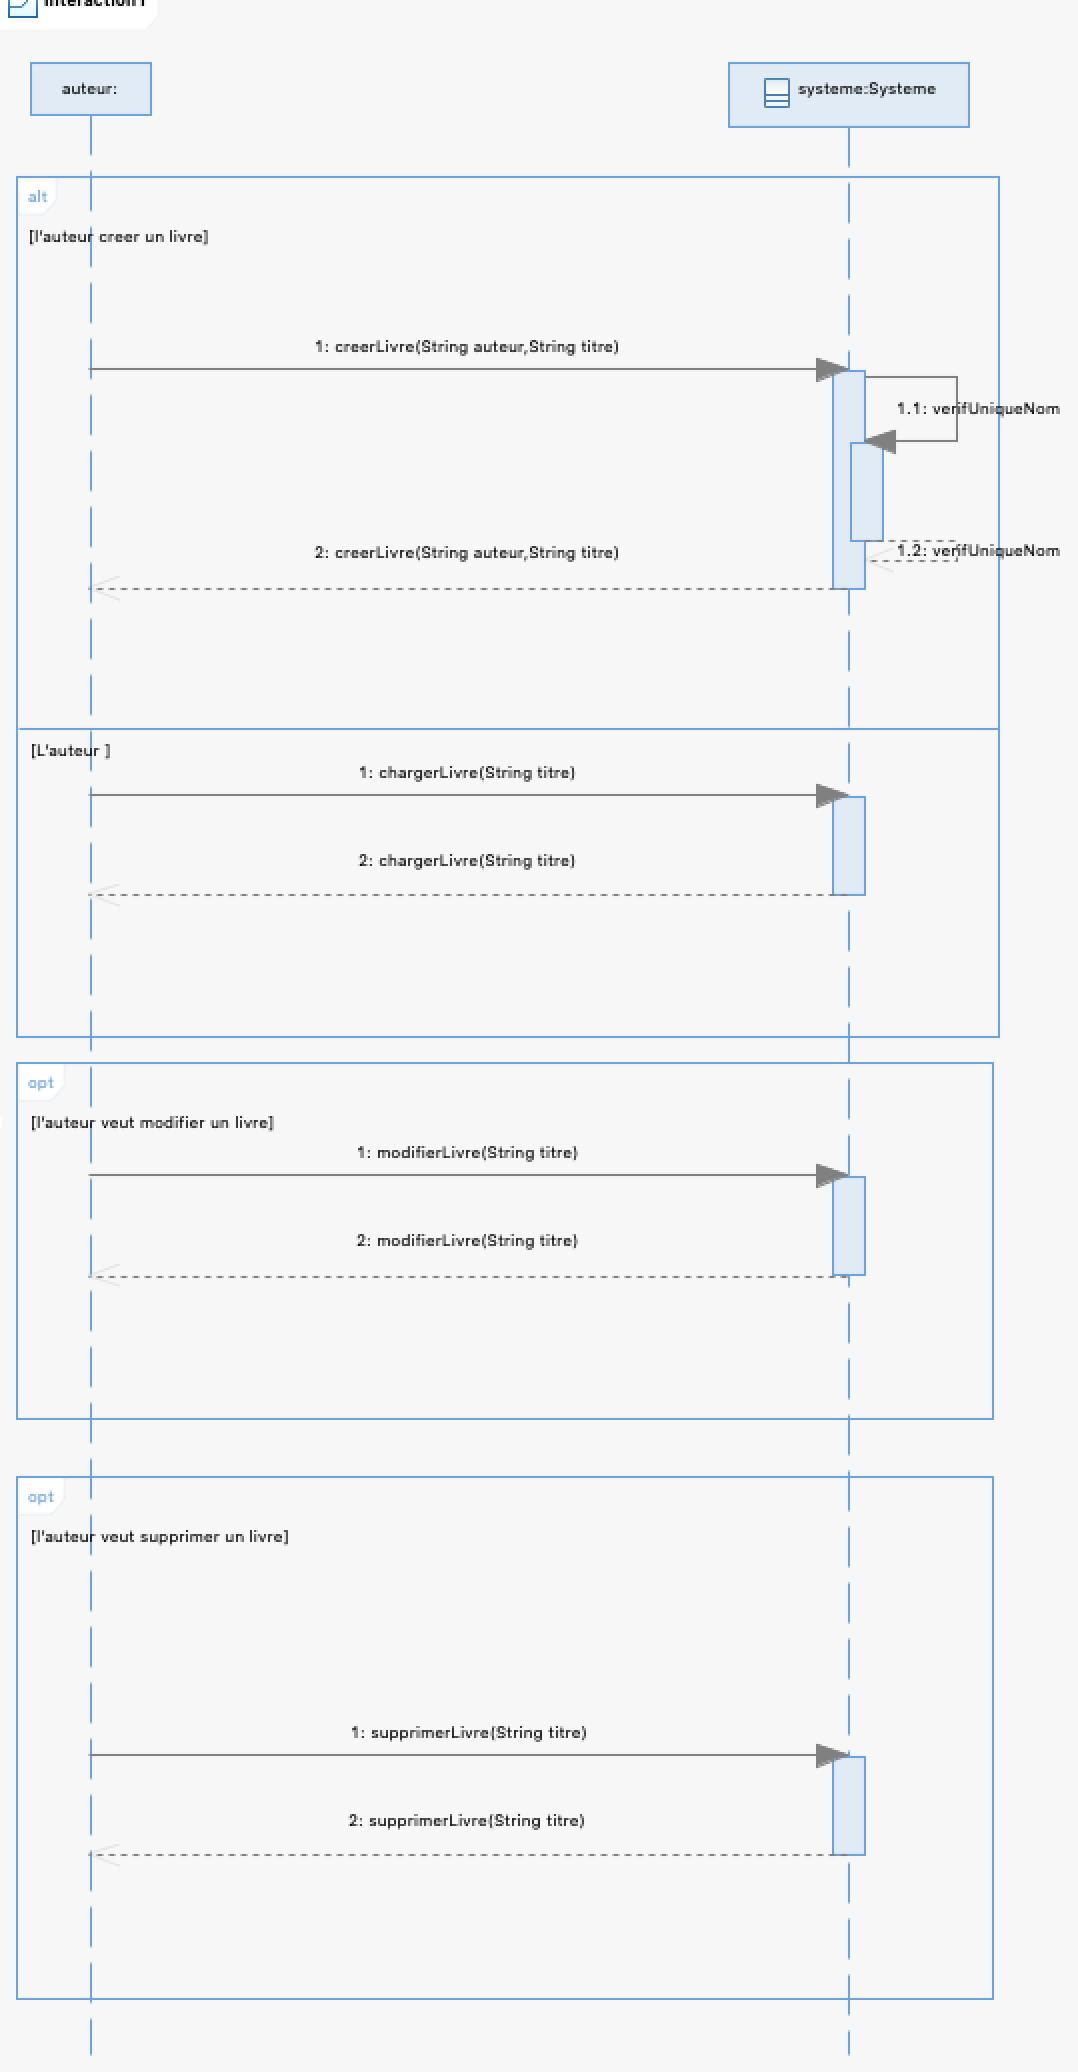 Interaction1
auteur:
systeme:Systeme
alt
[l'auteur creer un livre]
1: creerLivre(String auteur,String titre)
1.1: verifUniqueNom
2: creerLivre(String auteur,String titre)
1.2: verifUniqueNom
[L'auteur ]
1: chargerLivre(String titre)
2: chargerLivre(String titre)
opt
[l'auteur veut modifier un livre]
1: modifierLivre(String titre)
2: modifierLivre(String titre)
opt
[l'auteur veut supprimer un livre]
1: supprimerLivre(String titre)
2: supprimerLivre(String titre)